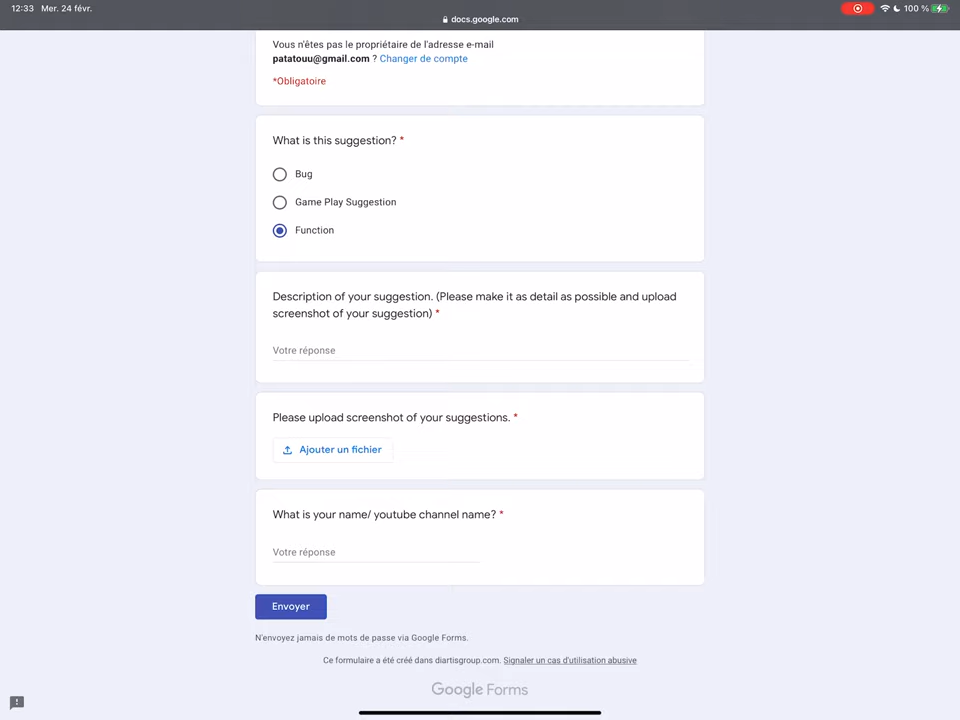 12:33 Mer. 24 févr.
100 %
docs.google.com
Vous n'êtes pas le propriétaire de l'adresse e-mail
patatouu@gmail.com ? Changer de compte
*Obligatoire
What is this suggestion? *
Bug
Game Play Suggestion
Function
Description of your suggestion. (Please make it as detail as possible and upload
screenshot of your suggestion) *
Votre réponse
Please upload screenshot of your suggestions. *
Ajouter un fichier
What is your name/ youtube channel name? *
Votre réponse
Envoyer
N'envoyez jamais de mots de passe via Google Forms.
Ce formulaire a été créé dans diartisgroup.com. Signaler un cas d'utilisation abusive
Google Forms